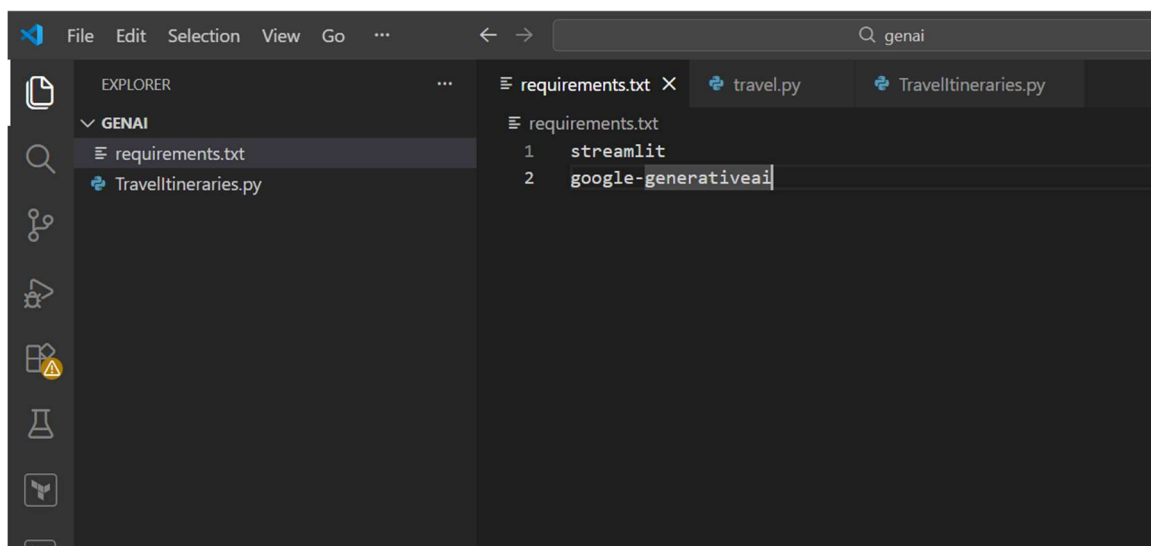 File Edit Selection View Go ...
genai
EXPLORER ...
requirements.txt
travel.py
TravelItineraries.py
GENAI
requirements.txt
TravelItineraries.py
requirements.txt
1 streamlit
2 google-generativeai